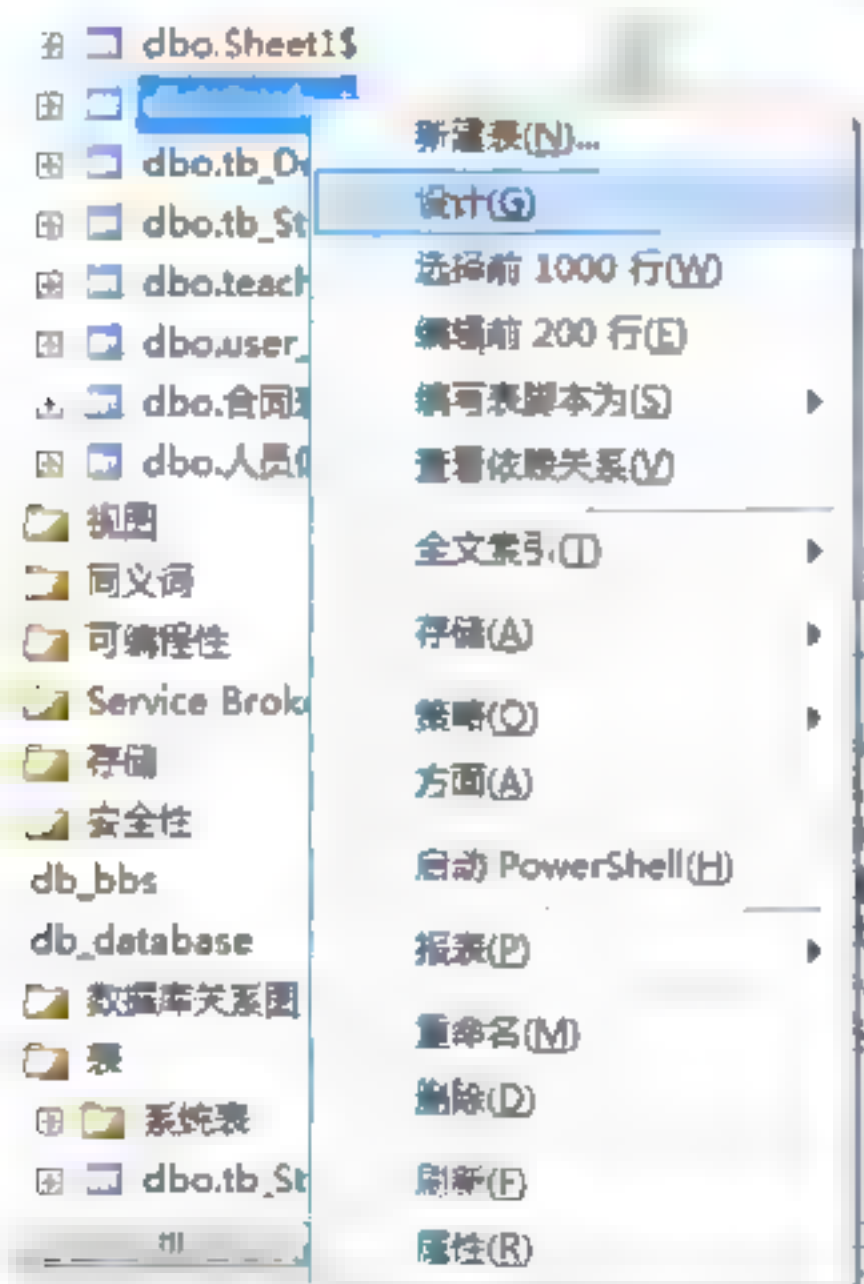 dbo.Sheet1$
dbo.tb_De
dbo.tb_St
dbo.teach
dbo.user_
dbo.合同
dbo.人员
视图
同义词
可编程性
Service Brok
存储
安全性
db_bbs
db_database
数据库关系图
表
系统表
dbo.tb_St
新建表(N)...
设计(G)
选择前 1000 行(W)
编辑前 200 行(E)
编写表脚本为(S)
查看依赖关系(V)
全文索引(T)
存储(A)
策略(O)
方面(A)
启动 PowerShell(H)
报表(P)
重命名(M)
删除(D)
刷新(F)
属性(R)